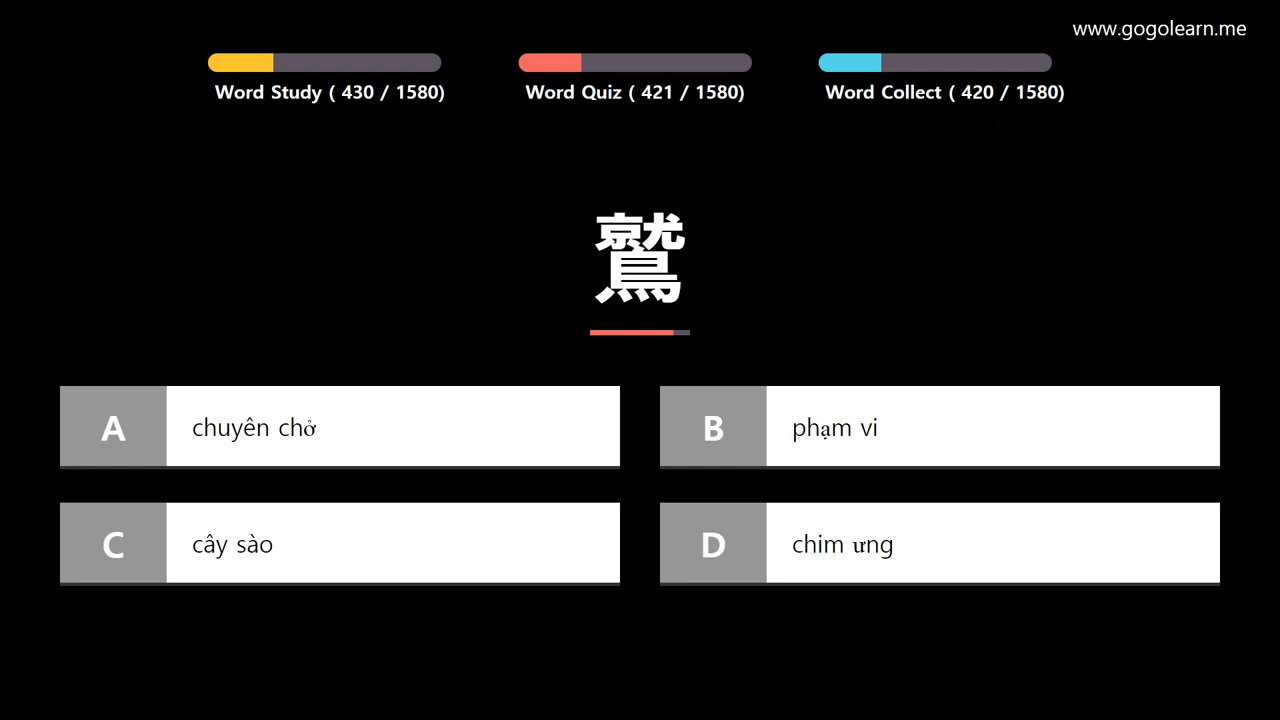 www.gogolearn.me
Word Study ( 430 / 1580)
Word Quiz ( 421 / 1580)
Word Collect ( 420 / 1580)
鷲
A chuyên chở
B phạm vi
C cây sào
D chim ưng